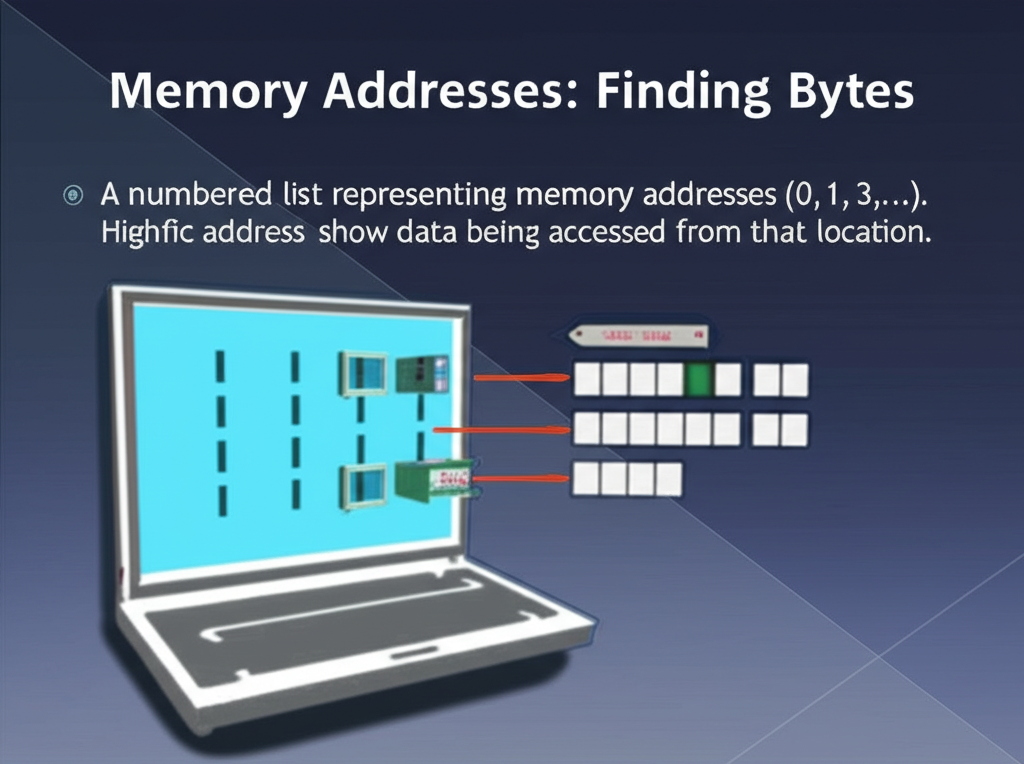 Memory Addresses: Finding Bytes
A numbered list representing memory addresses (0, 1, 3,...).
Highfic address show data being accessed from that location.